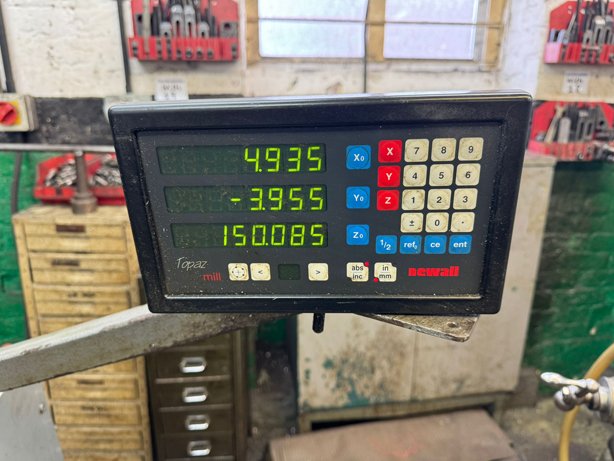 4.935
-3.955
150.085
X0
Y0
Z0
X
Y
Z
7 8 9
4 5 6
1 2 3
± 0 .
1/2 ref ce ent
Topaz
mill
< >
abs
inc
in
mm
newall